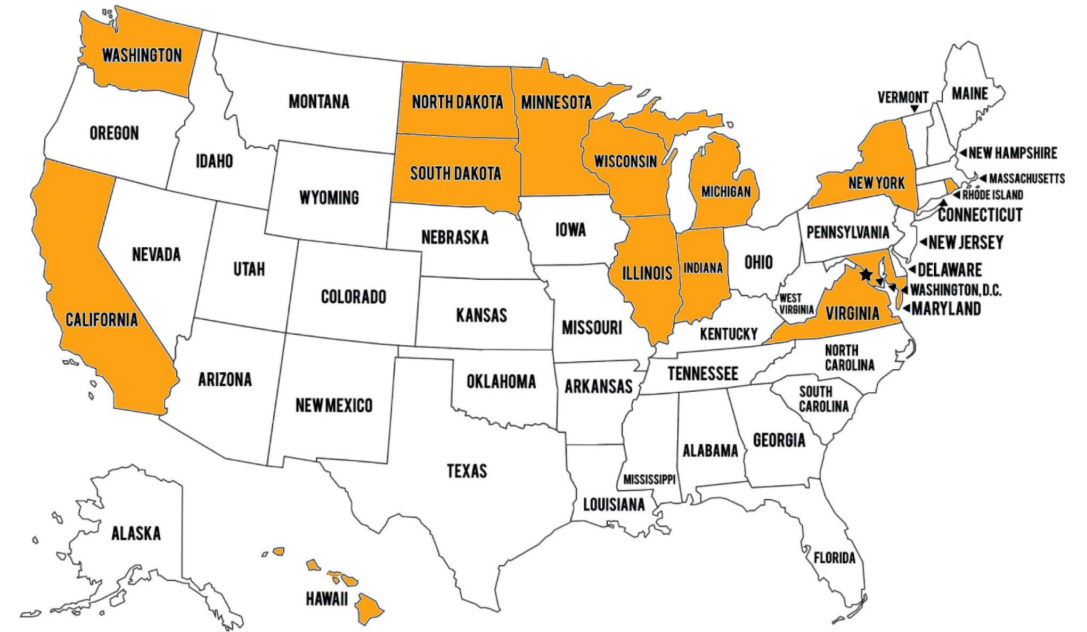 WASHINGTON
MONTANA
NORTH DAKOTA
MINNESOTA
VERMONT
MAINE
OREGON
IDAHO
WISCONSIN
NEW HAMPSHIRE
SOUTH DAKOTA
MICHIGAN
NEW YORK
MASSACHUSETTS
RHODE ISLAND
WYOMING
CONNECTICUT
IOWA
PENNSYLVANIA
NEBRASKA
NEW JERSEY
NEVADA
UTAH
ILLINOIS
INDIANA
OHIO
DELAWARE
COLORADO
WASHINGTON, D.C.
WEST
VIRGINIA
MARYLAND
CALIFORNIA
KANSAS
MISSOURI
KENTUCKY
VIRGINIA
NORTH
CAROLINA
ARIZONA
OKLAHOMA
ARKANSAS
TENNESSEE
NEW MEXICO
SOUTH
CAROLINA
TEXAS
MISSISSIPPI
ALABAMA
GEORGIA
LOUISIANA
ALASKA
FLORIDA
HAWAII